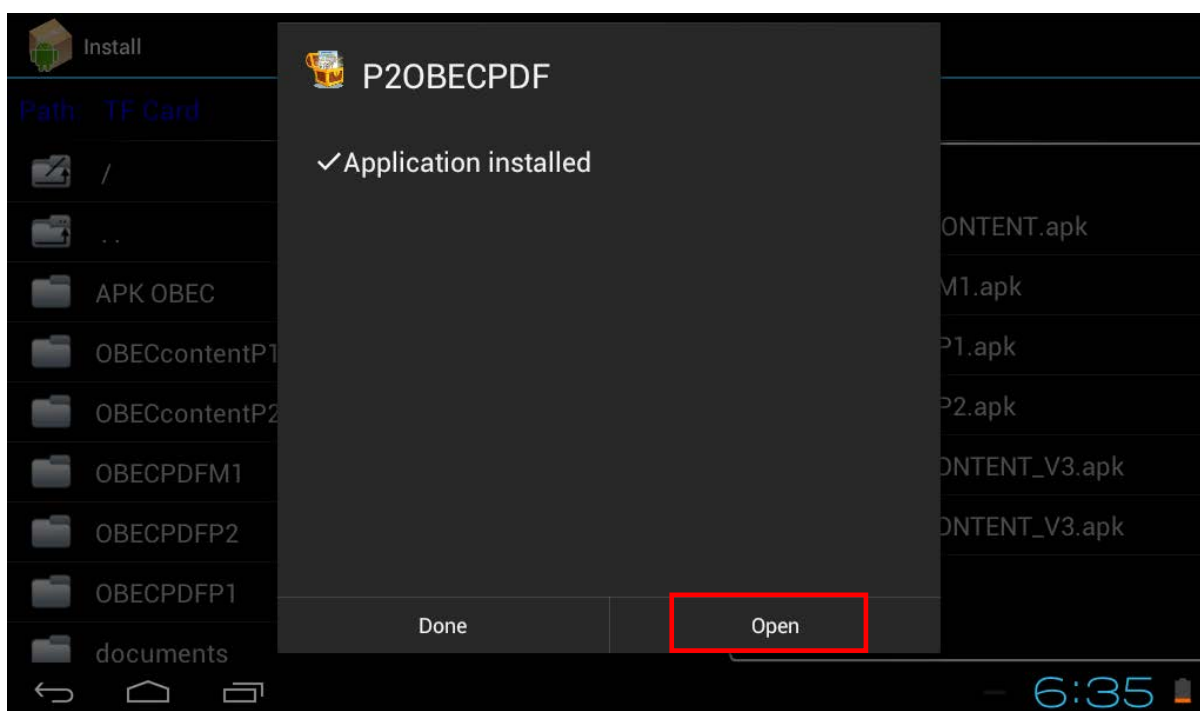 Install
P2OBECPDF
Path: TF Card
✓Application installed
/
..
APK OBEC
OBECcontentP1
OBECcontentP2
OBECPDFM1
OBECPDFP2
OBECPDFP1
documents
ONTENT.apk
M1.apk
P1.apk
P2.apk
ONTENT_V3.apk
ONTENT_V3.apk
Done
Open
6:35